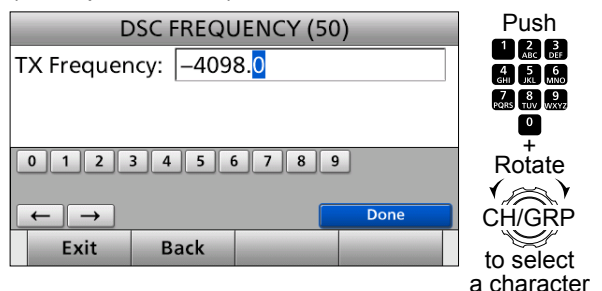 DSC FREQUENCY (50)
TX Frequency: –4098.0
0 1 2 3 4 5 6 7 8 9
← → Done
Exit Back
Push
1 2 ABC 3 DEF
4 GHI 5 JKL 6 MNO
7 PQRS 8 TUV 9 WXYZ
0
+
Rotate
CH/GRP
to select
a character